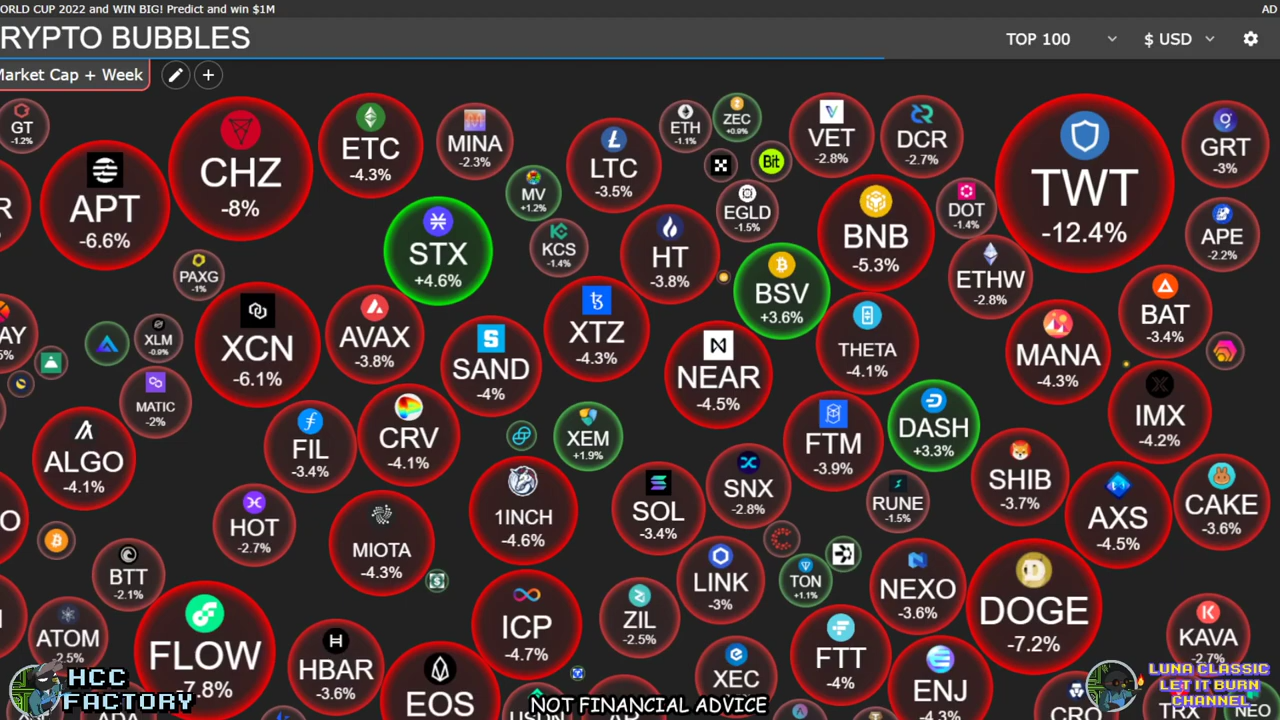 ORLD CUP 2022 and WIN BIG! Predict and win $1M
AD
RYPTO BUBBLES
TOP 100
$ USD
Market Cap + Week
GT
-1.2%
APT
-6.6%
CHZ
-8%
ETC
-4.3%
MINA
-2.3%
MV
+1.2%
LTC
-3.5%
ETH
-1.1%
ZEC
+0.9%
Bit
VET
-2.8%
DCR
-2.7%
TWT
-12.4%
GRT
-3%
R
PAXG
-1%
STX
+4.6%
KCS
-1.4%
HT
-3.8%
EGLD
-1.5%
BSV
+3.6%
BNB
-5.3%
DOT
-1.4%
ETHW
-2.8%
APE
-2.2%
AY
5%
XLM
-0.9%
XCN
-6.1%
AVAX
-3.8%
SAND
-4%
XTZ
-4.3%
NEAR
-4.5%
THETA
-4.1%
MANA
-4.3%
BAT
-3.4%
MATIC
-2%
ALGO
-4.1%
FIL
-3.4%
CRV
-4.1%
XEM
+1.9%
FTM
-3.9%
DASH
+3.3%
IMX
-4.2%
O
HOT
-2.7%
MIOTA
-4.3%
1INCH
-4.6%
SOL
-3.4%
SNX
-2.8%
RUNE
-1.5%
SHIB
-3.7%
AXS
-4.5%
CAKE
-3.6%
BTT
-2.1%
LINK
-3%
TON
+1.1%
NEXO
-3.6%
DOGE
-7.2%
ATOM
-2.5%
FLOW
-7.8%
HBAR
-3.6%
EOS
ICP
-4.7%
ZIL
-2.5%
XEC
FTT
-4%
ENJ
-4.3%
CRO
KAVA
-2.7%
TRX
NEO
HCC
FACTORY
NOT FINANCIAL ADVICE
LUNA CLASSIC
LET IT BURN
CHANNEL